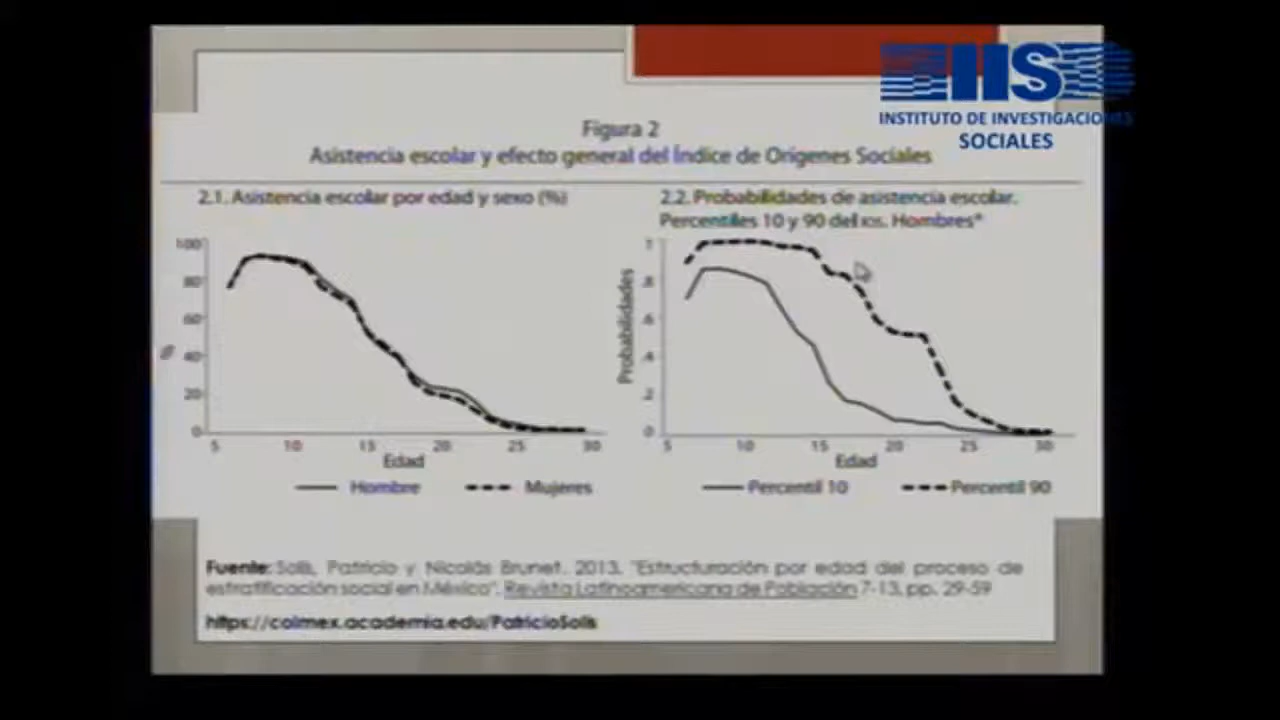 IIS
INSTITUTO DE INVESTIGACIONES
SOCIALES
Figura 2
Asistencia escolar y efecto general del Índice de Orígenes Sociales
2.1. Asistencia escolar por edad y sexo (%)
100
80
60
40
20
0
%
5 10 15 20 25 30
Edad
Hombre Mujeres
2.2. Probabilidades de asistencia escolar.
Percentiles 10 y 90 del IOS. Hombres*
Probabilidades
1
.8
.6
.4
.2
0
5 10 15 20 25 30
Edad
Percentil 10 Percentil 90
Fuente: Solís, Patricio y Nicolás Brunet. 2013. "Estructuración por edad del proceso de
estratificación social en México". Revista Latinoamericana de Población 7-13, pp. 29-59
https://colmex.academia.edu/PatricioSolis